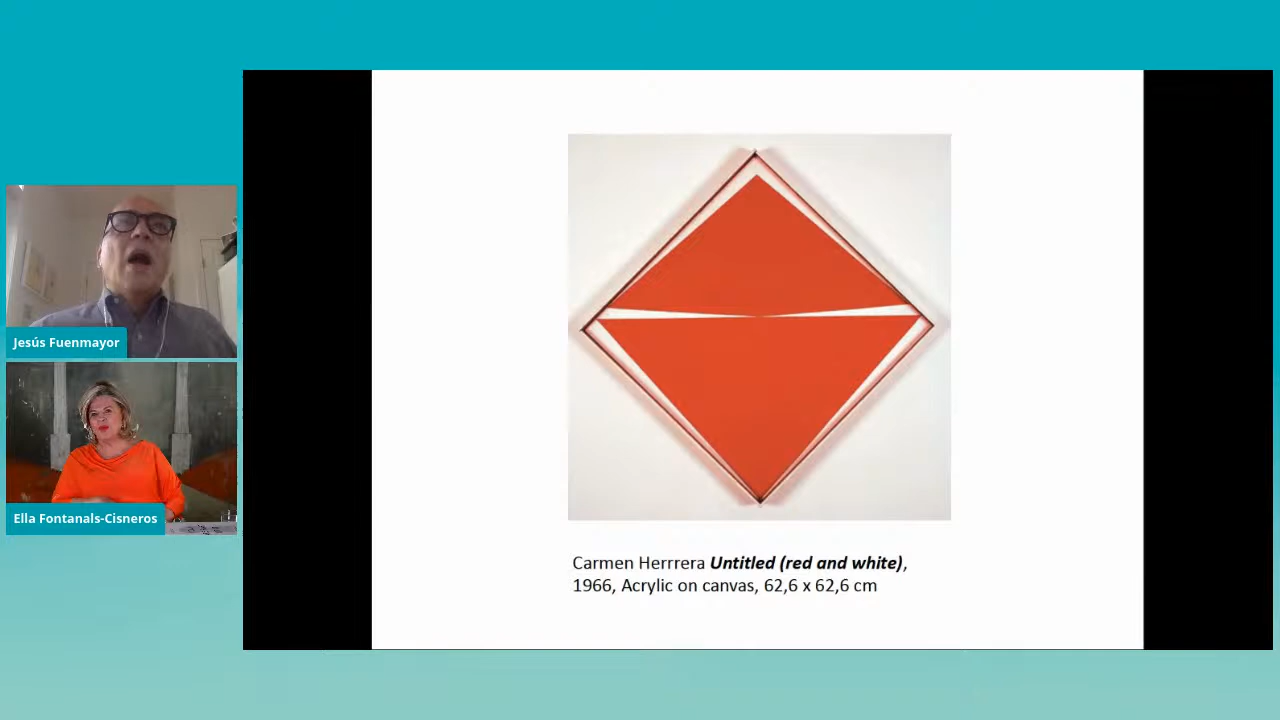 Jesús Fuenmayor
Ella Fontanals-Cisneros
Carmen Herrrera Untitled (red and white),
1966, Acrylic on canvas, 62,6 x 62,6 cm